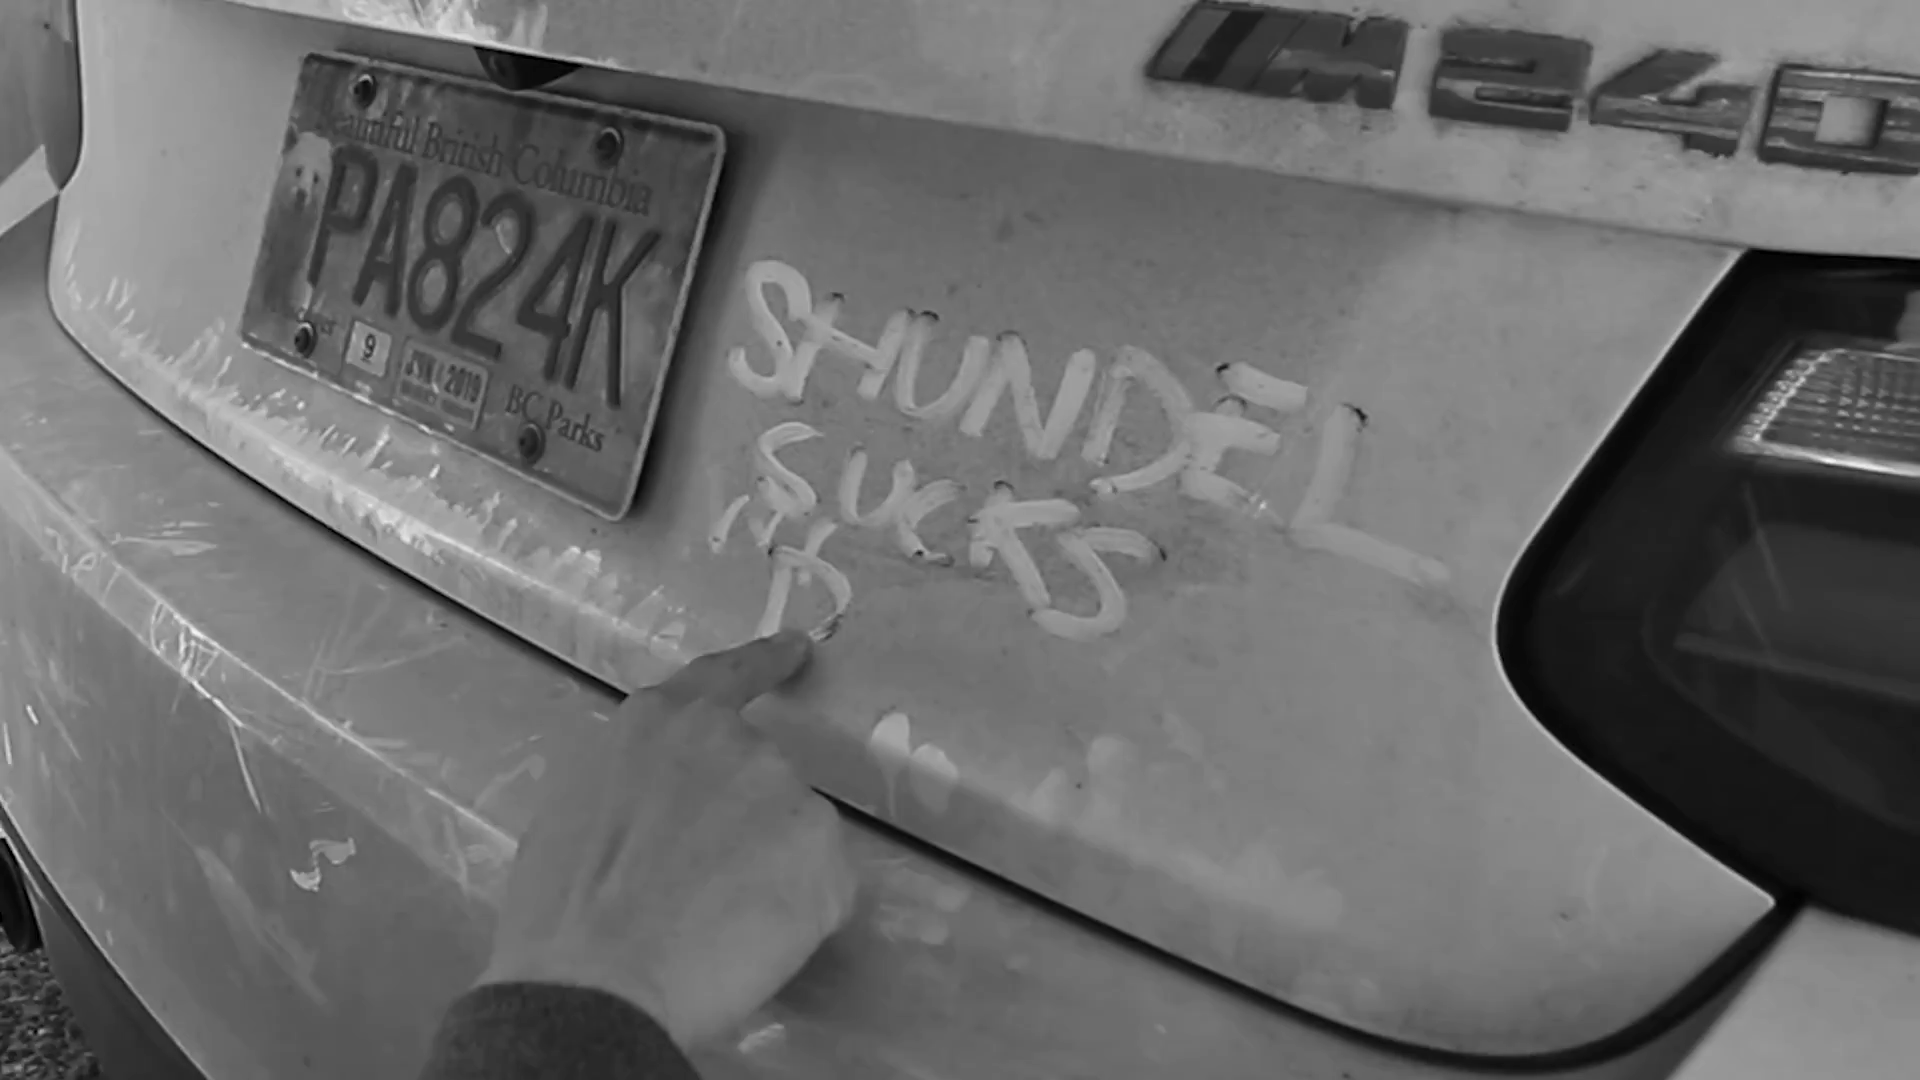 M240
Beautiful British Columbia
PA824K
9
2019
BC Parks
SHUNDEL
SUCKS
D